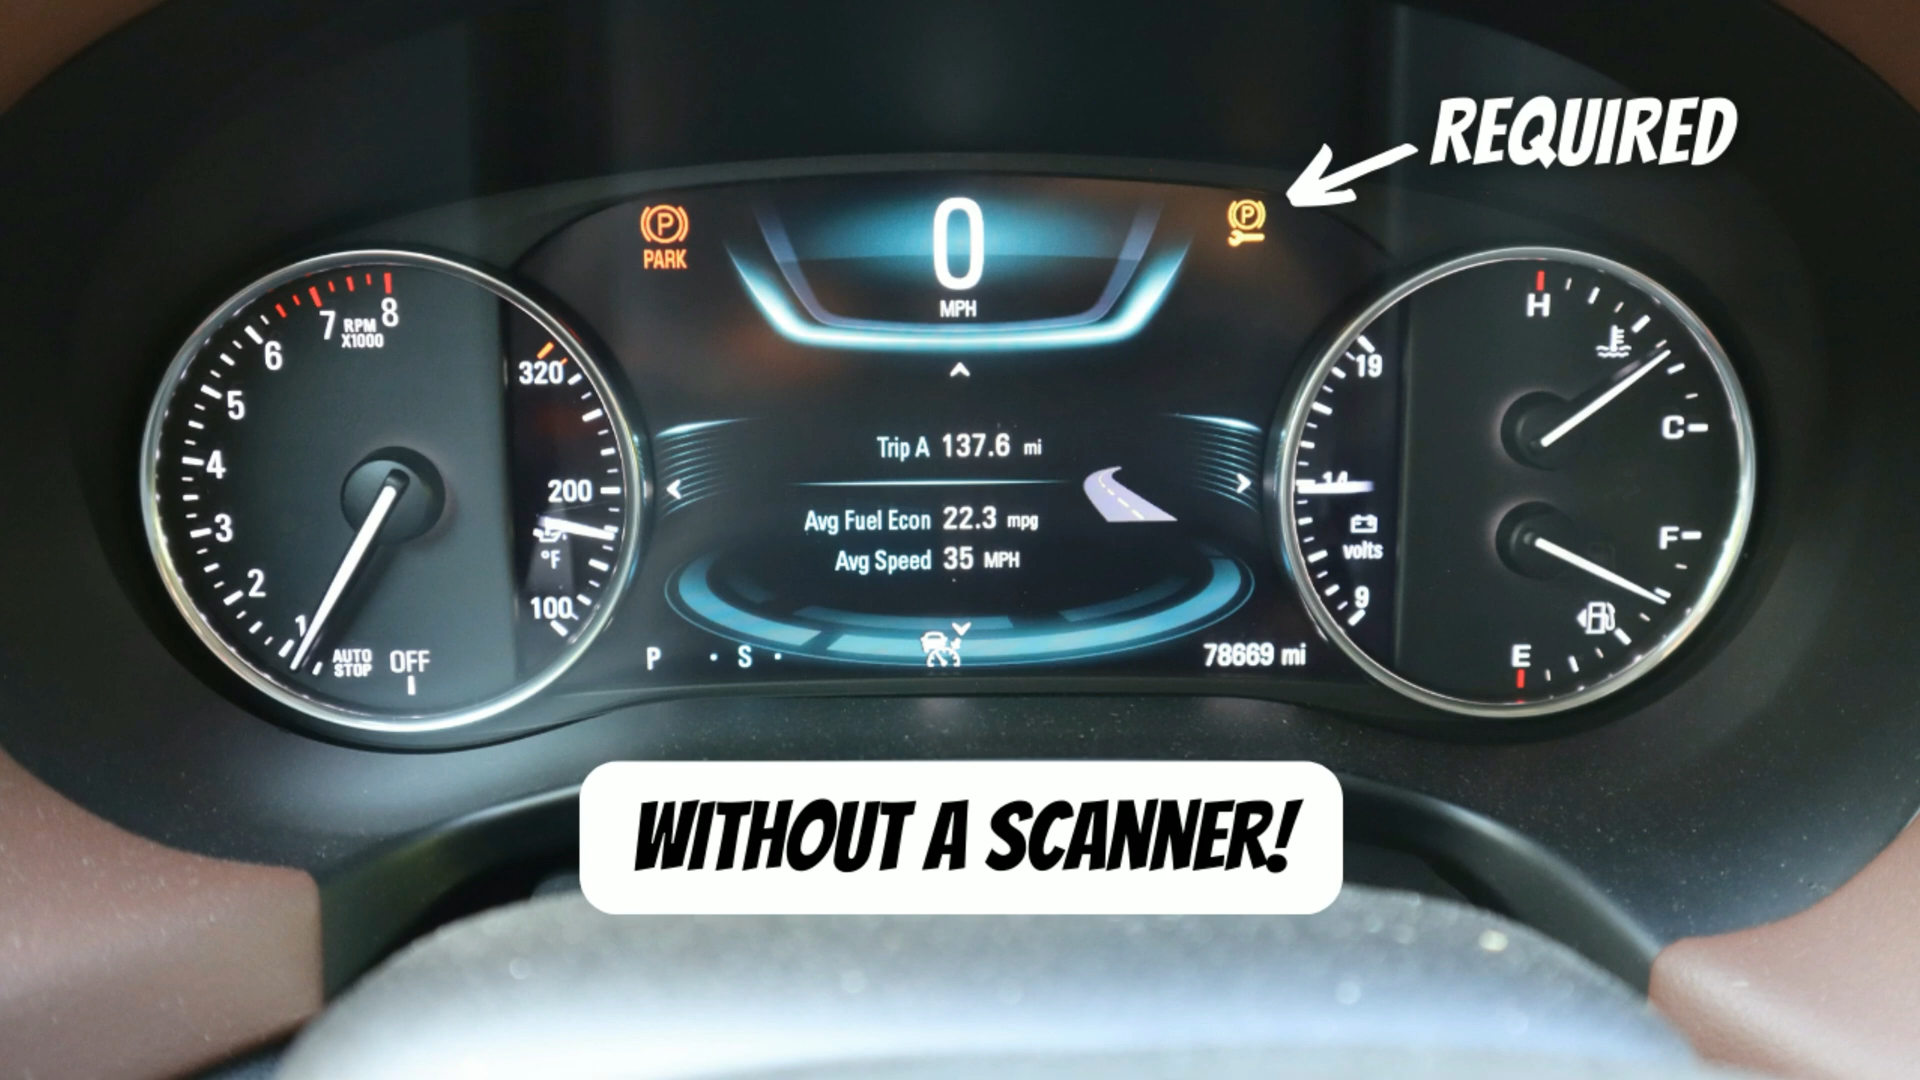 REQUIRED
P
PARK
0
MPH
P
8
7 RPM X1000
6
5
4
3
2
1
AUTO STOP
OFF
320
200
°F
100
Trip A 137.6 mi
Avg Fuel Econ 22.3 mpg
Avg Speed 35 MPH
P · S ·
78669 mi
19
14
volts
9
H
C
F
E
WITHOUT A SCANNER!